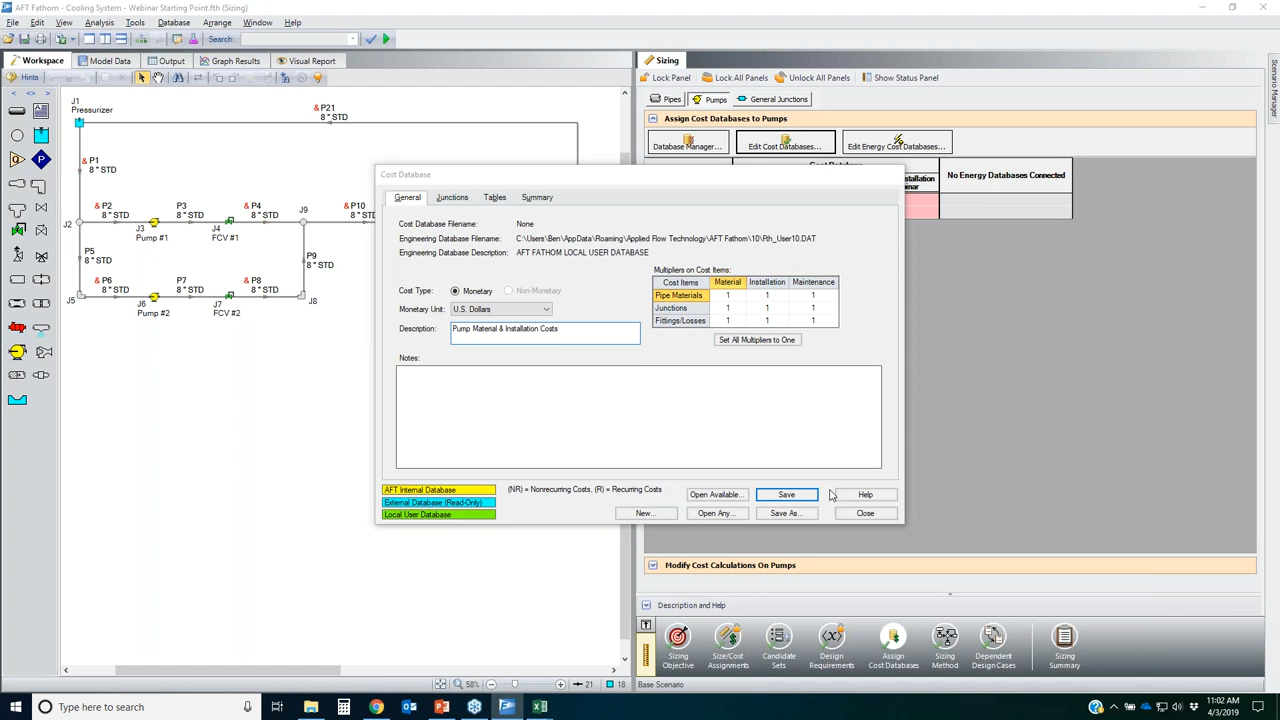 AFT Fathom - Cooling System - Webinar Starting Point.fth (Sizing)
File Edit View Analysis Tools Database Arrange Window Help
Search:
Workspace Model Data Output Graph Results Visual Report
Hints
Sizing
Lock Panel Lock All Panels Unlock All Panels Show Status Panel
Pipes Pumps General Junctions
Assign Cost Databases to Pumps
Database Manager... Edit Cost Databases... Edit Energy Cost Databases...
No Energy Databases Connected
Scenario Manager
J1
Pressurizer
& P21
8 " STD
& P1
8 " STD
& P2
8 " STD
P3
8 " STD
& P4
8 " STD
J9
& P10
8 " STD
J2
J3
Pump #1
J4
FCV #1
P5
8 " STD
P9
8 " STD
& P6
8 " STD
P7
8 " STD
& P8
8 " STD
J5
J6
Pump #2
J7
FCV #2
J8
Cost Database
General Junctions Tables Summary
Cost Database Filename: None
Engineering Database Filename: C:\Users\Ben\AppData\Roaming\Applied Flow Technology\AFT Fathom\10\Fth_User10.DAT
Engineering Database Description: AFT FATHOM LOCAL USER DATABASE
Multipliers on Cost Items:
Cost Items Material Installation Maintenance
Pipe Materials 1 1 1
Junctions 1 1 1
Fittings/Losses 1 1 1
Set All Multipliers to One
Cost Type: Monetary Non-Monetary
Monetary Unit: U.S. Dollars
Description: Pump Material & Installation Costs
Notes:
AFT Internal Database
External Database (Read-Only)
Local User Database
(NR) = Nonrecurring Costs, (R) = Recurring Costs
Open Available... Save Help
New... Open Any... Save As... Close
Modify Cost Calculations On Pumps
Description and Help
Sizing Objective
Size/Cost Assignments
Candidate Sets
Design Requirements
Assign Cost Databases
Sizing Method
Dependent Design Cases
Sizing Summary
58% 21 18
Base Scenario
Type here to search
11:02 AM
4/3/2019